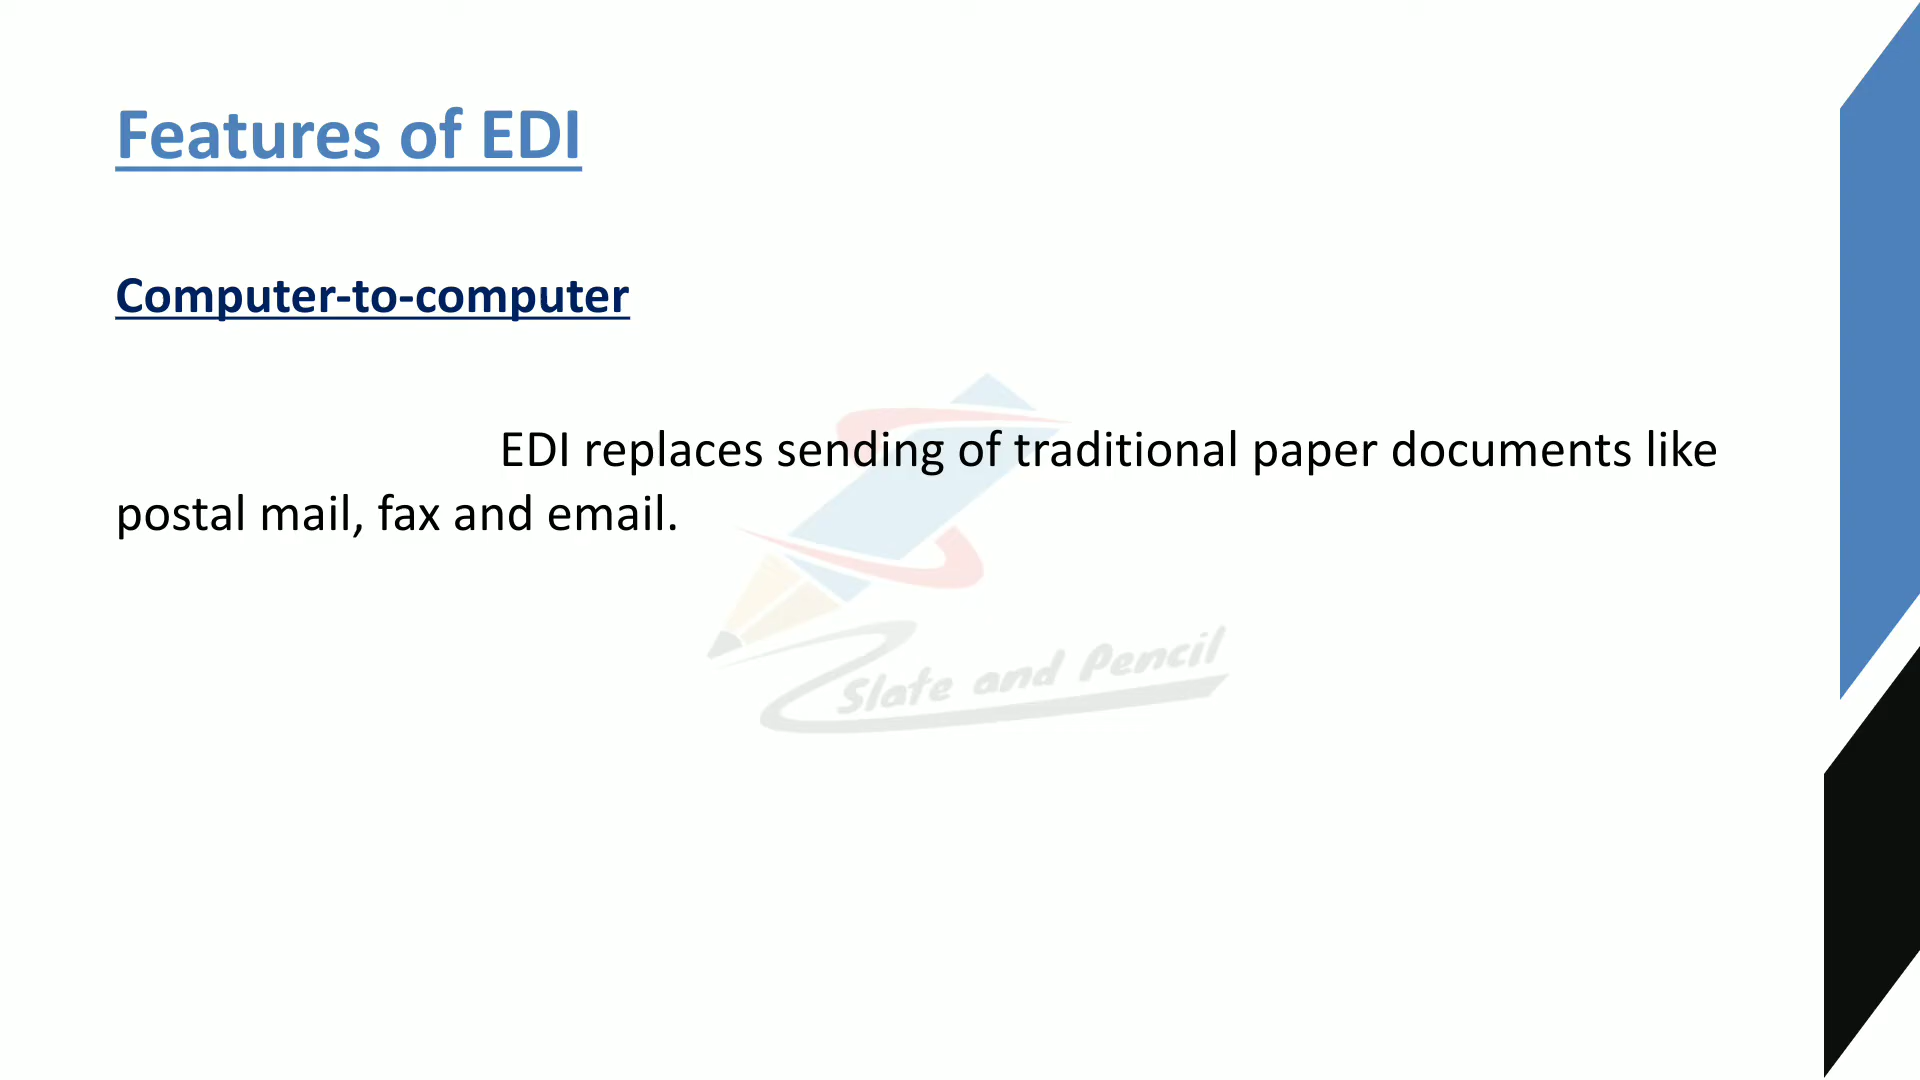 Features of EDI
Computer-to-computer
EDI replaces sending of traditional paper documents like
postal mail, fax and email.
Slate and Pencil